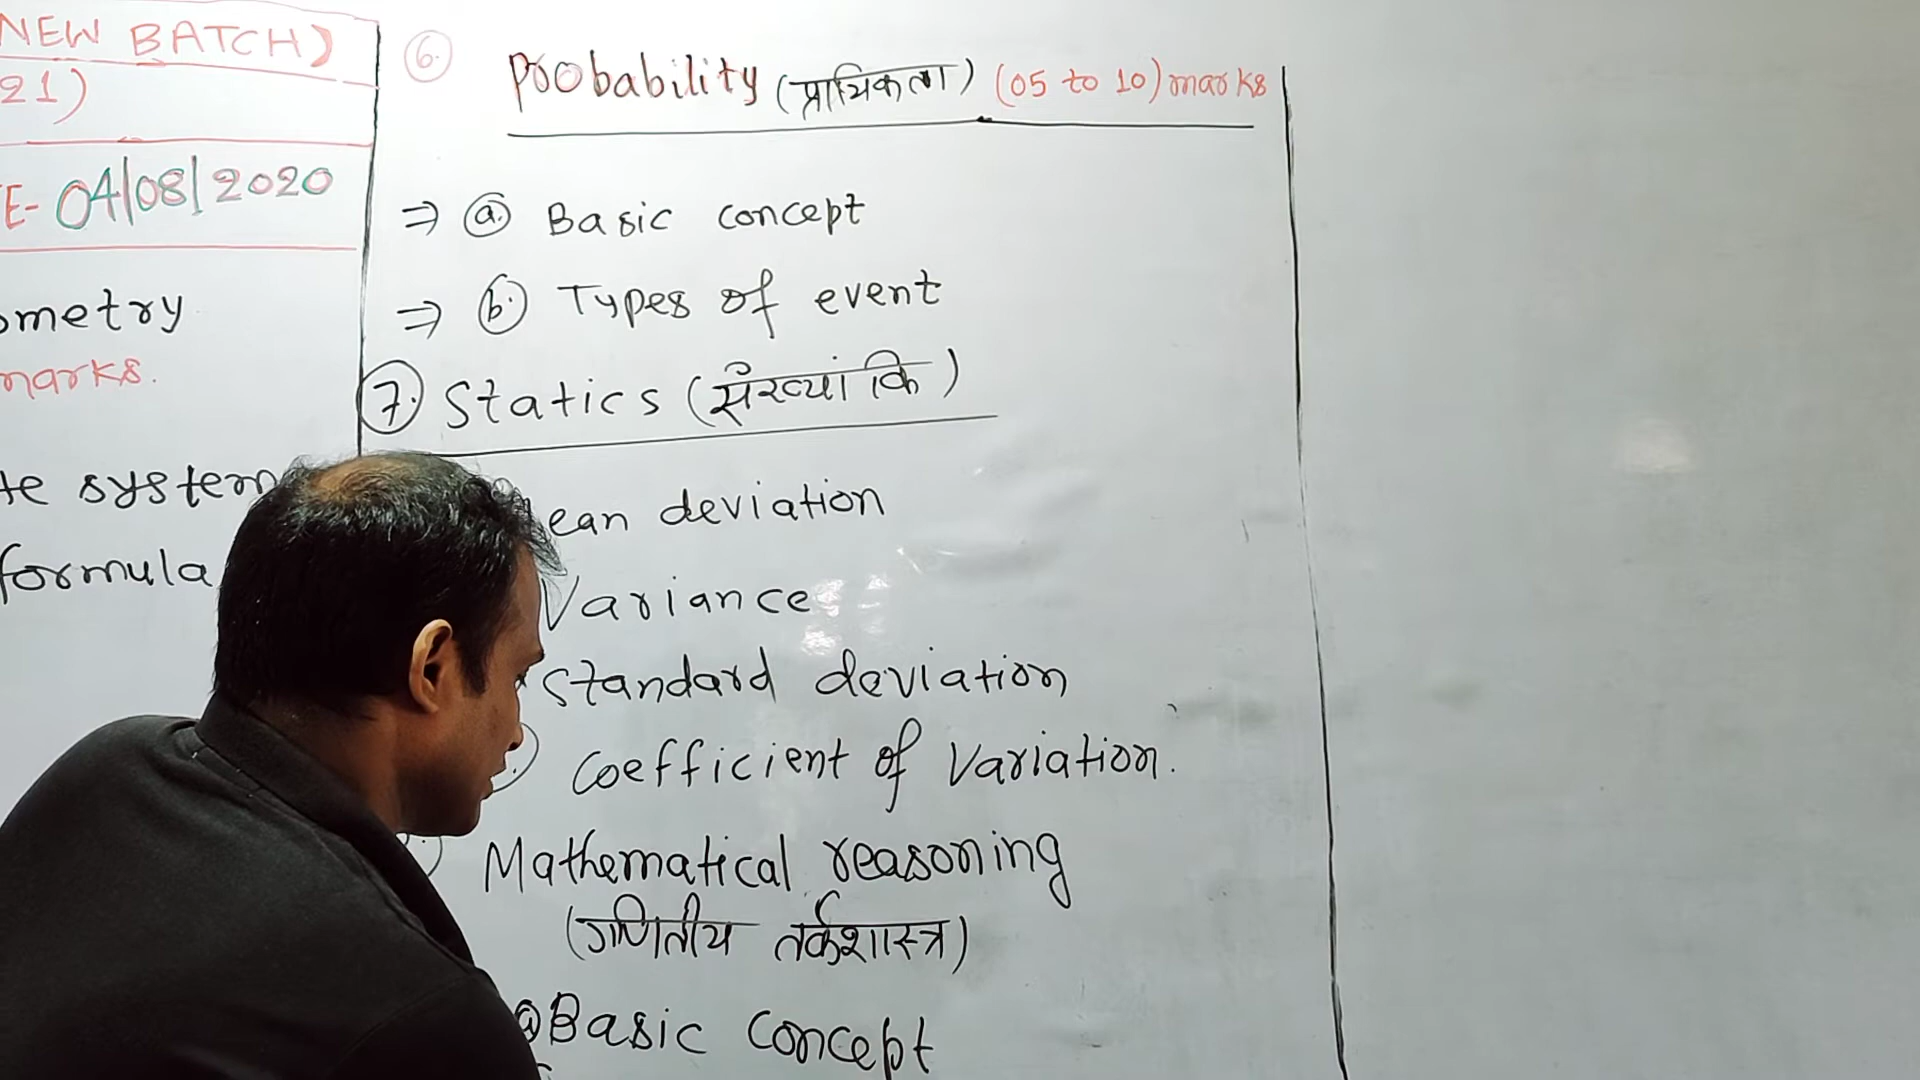 NEW BATCH)
21)
E- 04/08/2020
ometry
marks.
te system
formula
6. Probability (प्रायिकता) (05 to 10) marks
⇒ a. Basic concept
⇒ b. Types of event
7. Statics (संख्यांकि)
ean deviation
Variance
Standard deviation
Coefficient of Variation.
Mathematical reasoning
(गणितीय तर्कशास्त्र)
a Basic Concept